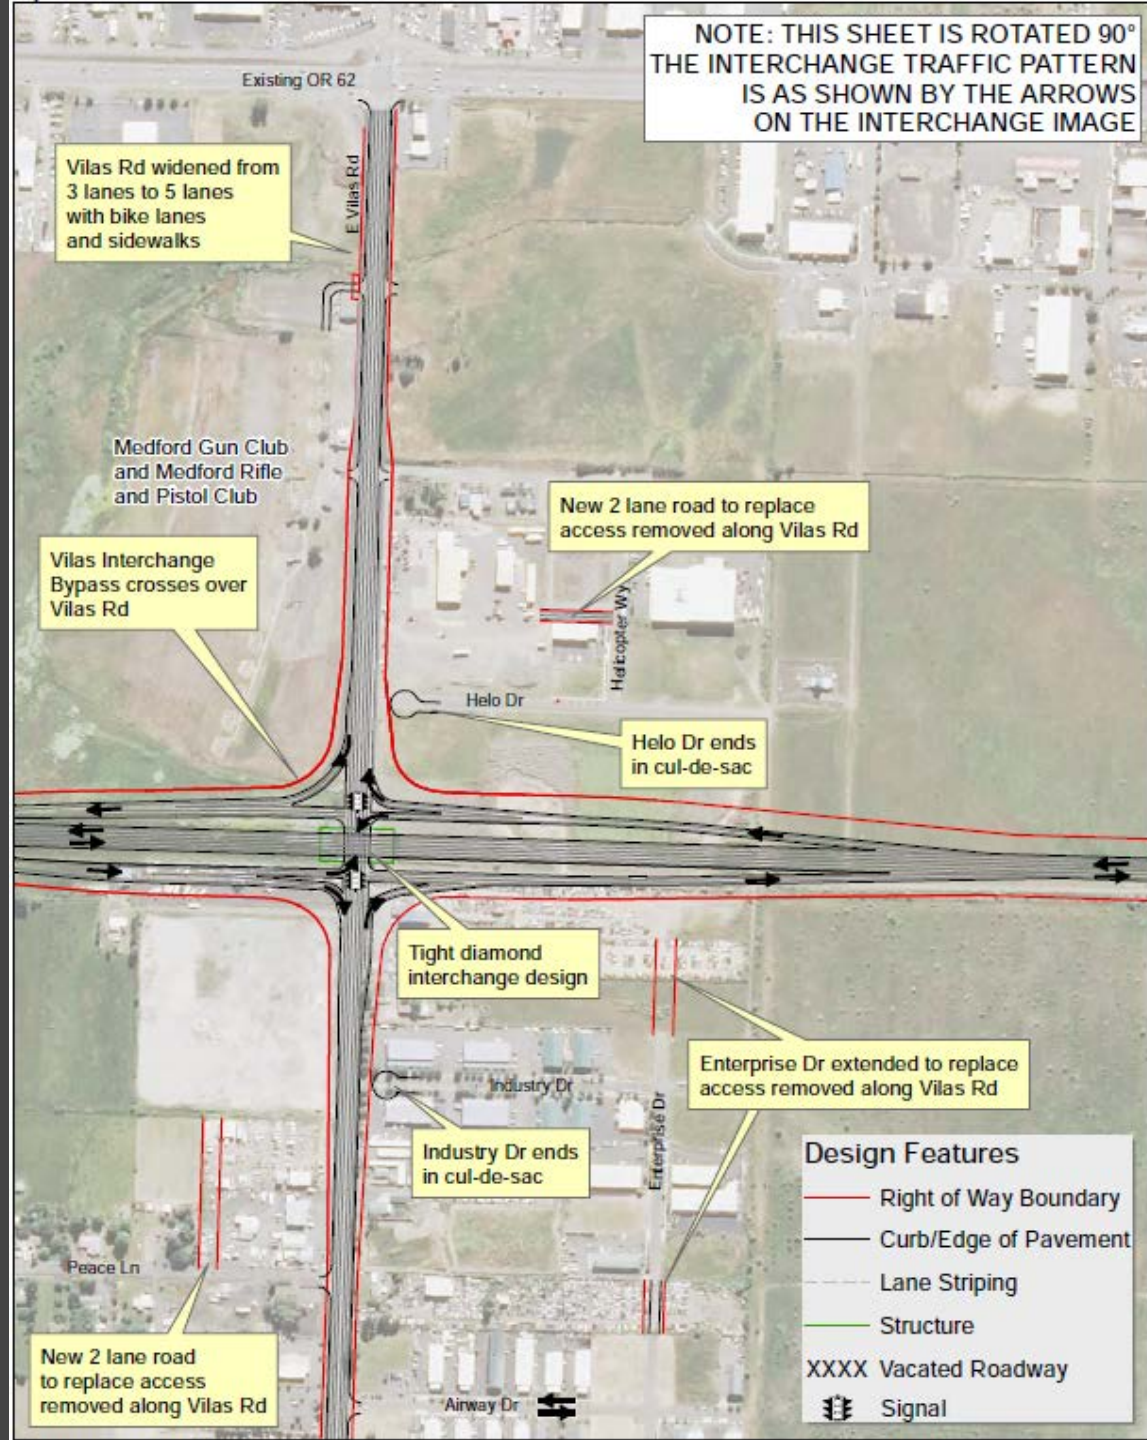 NOTE: THIS SHEET IS ROTATED 90°
THE INTERCHANGE TRAFFIC PATTERN
IS AS SHOWN BY THE ARROWS
ON THE INTERCHANGE IMAGE
Existing OR 62
Vilas Rd widened from
3 lanes to 5 lanes
with bike lanes
and sidewalks
E Vilas Rd
Medford Gun Club
and Medford Rifle
and Pistol Club
New 2 lane road to replace
access removed along Vilas Rd
Vilas Interchange
Bypass crosses over
Vilas Rd
Helicopter Wy
Helo Dr
Helo Dr ends
in cul-de-sac
Tight diamond
interchange design
Enterprise Dr extended to replace
access removed along Vilas Rd
Industry Dr
Enterprise Dr
Industry Dr ends
in cul-de-sac
Peace Ln
New 2 lane road
to replace access
removed along Vilas Rd
Airway Dr
Design Features
Right of Way Boundary
Curb/Edge of Pavement
Lane Striping
Structure
XXXX Vacated Roadway
Signal